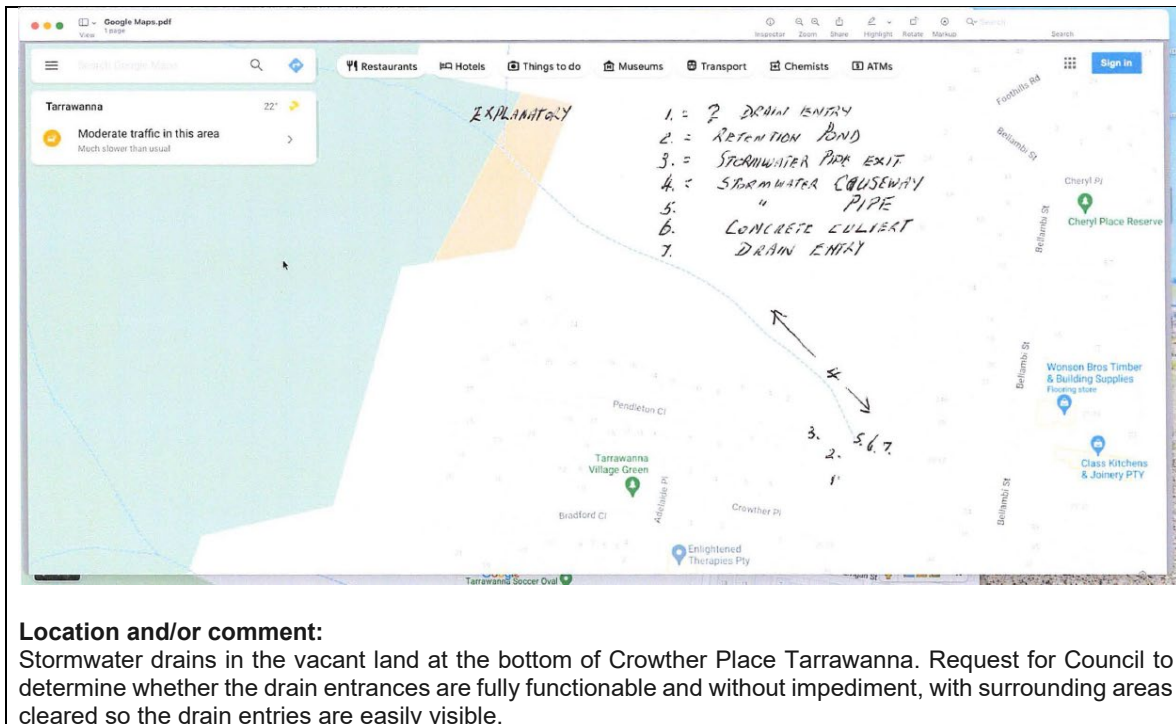 Google Maps.pdf
1 page
View
Inspector Zoom Share Highlight Rotate Markup Search
Search Google Maps
Restaurants Hotels Things to do Museums Transport Chemists ATMs
Sign in
Tarrawanna 22°
Moderate traffic in this area
Much slower than usual
EXPLANATORY
1. = ? DRAIN ENTRY
2. = RETENTION POND
3. = STORMWATER PIPE EXIT.
4. = STORMWATER CAUSEWAY
5. " PIPE
6. CONCRETE CULVERT
7. DRAIN ENTRY
Foothills Rd
Bellambi St
Cheryl Pl
Cheryl Place Reserve
Bellambi St
Bellambi St
Wonson Bros Timber
& Building Supplies
Flooring store
4
3.
5.6.7.
2.
1.
Pendleton Cl
Tarrawanna
Village Green
Adelaide Pl
Bradford Cl
Crowther Pl
Class Kitchens
& Joinery PTY
Bellambi St
Enlightened
Therapies Pty
Tarrawanna Soccer Oval
Google
Location and/or comment:
Stormwater drains in the vacant land at the bottom of Crowther Place Tarrawanna. Request for Council to
determine whether the drain entrances are fully functionable and without impediment, with surrounding areas
cleared so the drain entries are easily visible.